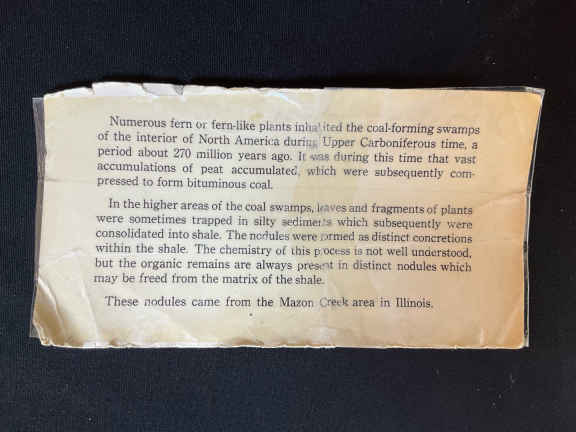 Numerous fern or fern-like plants inhabited the coal-forming swamps
of the interior of North America during Upper Carboniferous time, a
period about 270 million years ago. It was during this time that vast
accumulations of peat accumulated, which were subsequently com-
pressed to form bituminous coal.
In the higher areas of the coal swamps, leaves and fragments of plants
were sometimes trapped in silty sediments which subsequently were
consolidated into shale. The nodules were formed as distinct concretions
within the shale. The chemistry of this process is not well understood,
but the organic remains are always present in distinct nodules which
may be freed from the matrix of the shale.
These nodules came from the Mazon Creek area in Illinois.